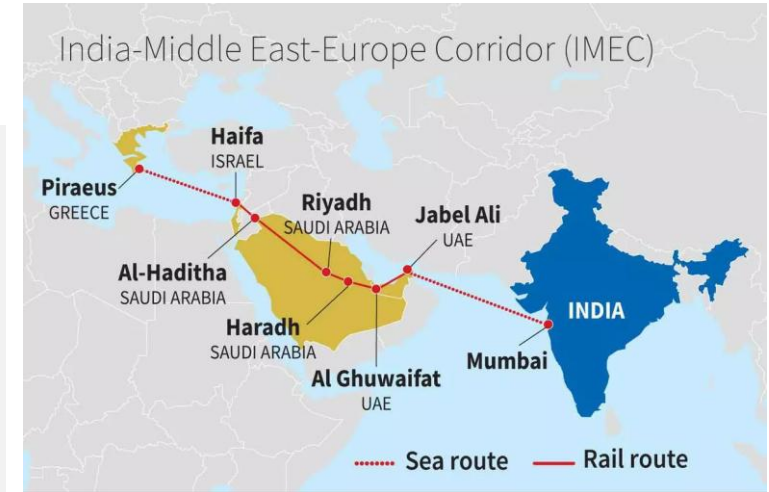 India-Middle East-Europe Corridor (IMEC)
Haifa
ISRAEL
Piraeus
GREECE
Riyadh
SAUDI ARABIA
Jabel Ali
UAE
Al-Haditha
SAUDI ARABIA
INDIA
Haradh
SAUDI ARABIA
Mumbai
Al Ghuwaifat
UAE
Sea route
Rail route